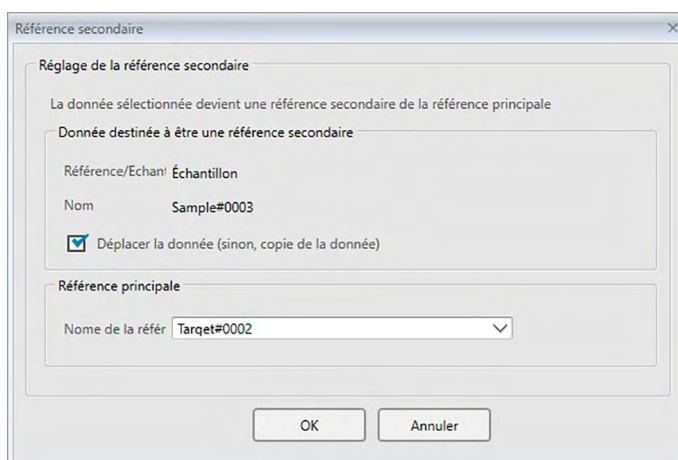 Référence secondaire
Réglage de la référence secondaire
La donnée sélectionnée devient une référence secondaire de la référence principale
Donnée destinée à être une référence secondaire
Référence/Echant Échantillon
Nom Sample#0003
Déplacer la donnée (sinon, copie de la donnée)
Référence principale
Nome de la référ Target#0002
OK Annuler